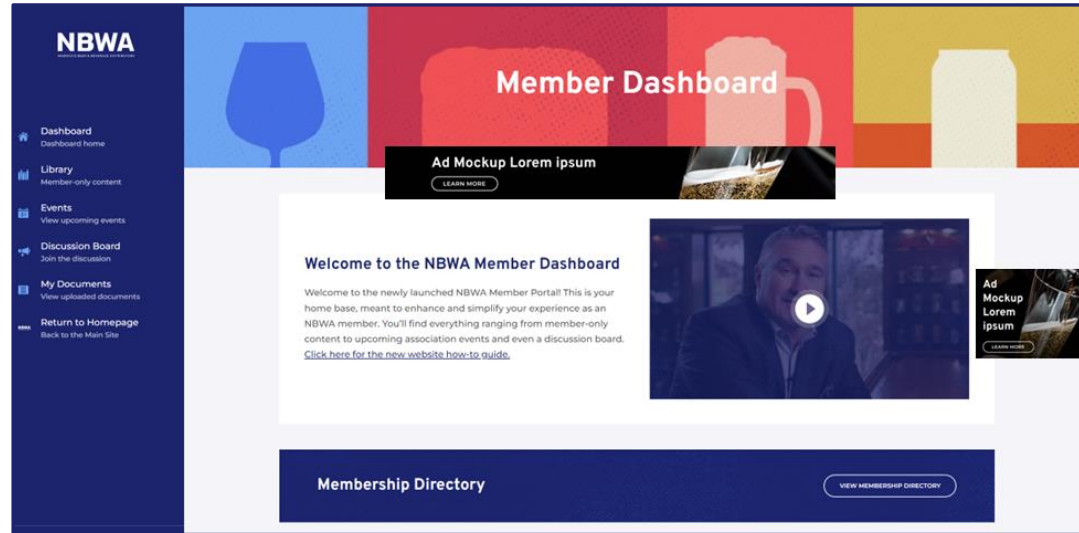 NBWA
Dashboard
Dashboard home
Library
Member-only content
Events
View upcoming events
Discussion Board
Join the discussion
My Documents
View uploaded documents
Return to Homepage
Back to the Main Site
Member Dashboard
Ad Mockup Lorem ipsum
LEARN MORE
Welcome to the NBWA Member Dashboard
Welcome to the newly launched NBWA Member Portal! This is your
home base, meant to enhance and simplify your experience as an
NBWA member. You'll find everything ranging from member-only
content to upcoming association events and even a discussion board.
Click here for the new website how-to guide.
Ad
Mockup
Lorem
ipsum
LEARN MORE
Membership Directory
VIEW MEMBERSHIP DIRECTORY